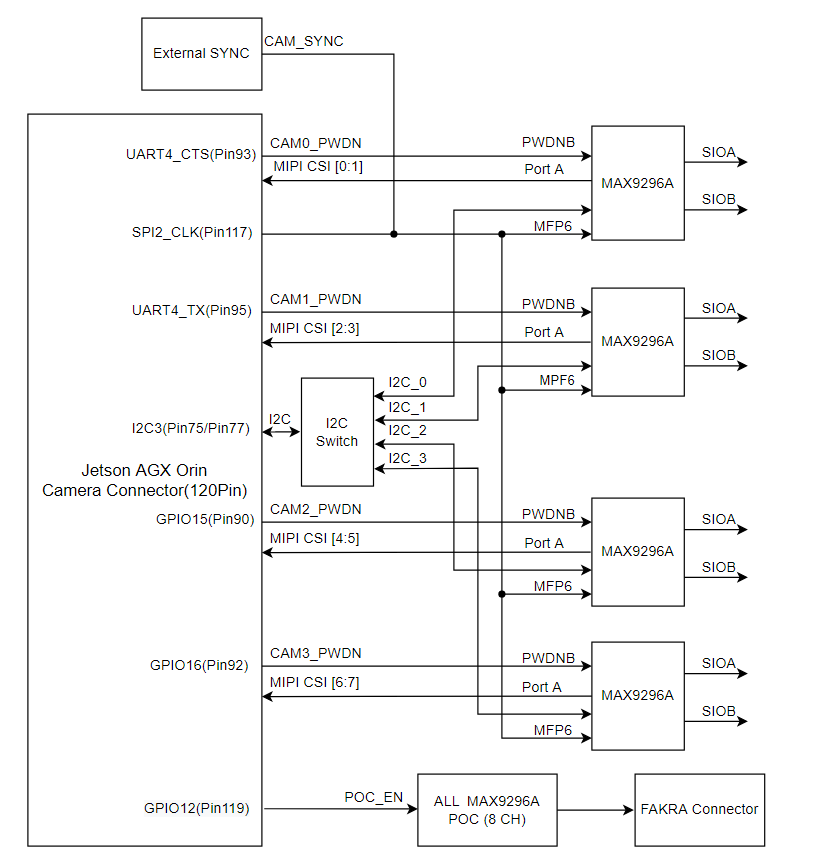 CAM_SYNC
External SYNC
CAM0_PWDN
PWDNB
UART4_CTS(Pin93)
MIPI CSI [0:1]
Port A
SIOA
MAX9296A
SIOB
SPI2_CLK(Pin117)
MFP6
CAM1_PWDN
PWDNB
UART4_TX(Pin95)
MIPI CSI [2:3]
Port A
SIOA
MAX9296A
SIOB
I2C_0
MPF6
I2C_1
I2C
I2C3(Pin75/Pin77)
I2C
Switch
I2C_2
I2C_3
Jetson AGX Orin
Camera Connector(120Pin)
CAM2_PWDN
PWDNB
GPIO15(Pin90)
MIPI CSI [4:5]
Port A
SIOA
MAX9296A
SIOB
MFP6
CAM3_PWDN
PWDNB
GPIO16(Pin92)
MIPI CSI [6:7]
Port A
SIOA
MAX9296A
SIOB
MFP6
POC_EN
GPIO12(Pin119)
ALL MAX9296A
POC (8 CH)
FAKRA Connector